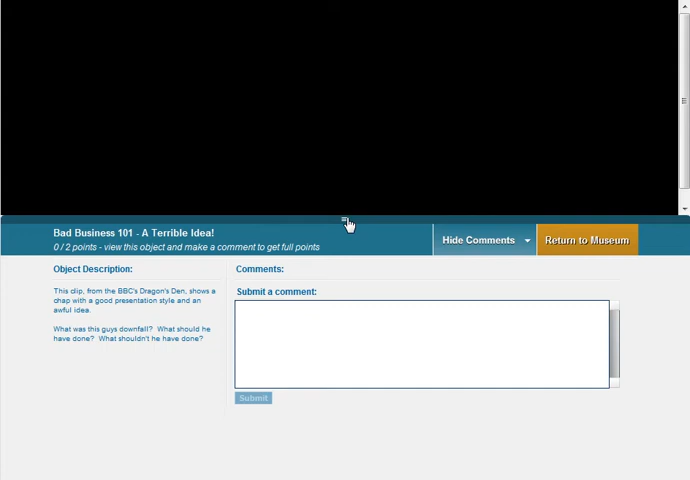 Bad Business 101 - A Terrible Idea!
0 / 2 points - view this object and make a comment to get full points
Hide Comments
Return to Museum
Object Description:
Comments:
This clip, from the BBC's Dragon's Den, shows a
chap with a good presentation style and an
awful idea.
What was this guys downfall? What should he
have done? What shouldn't he have done?
Submit a comment:
Submit